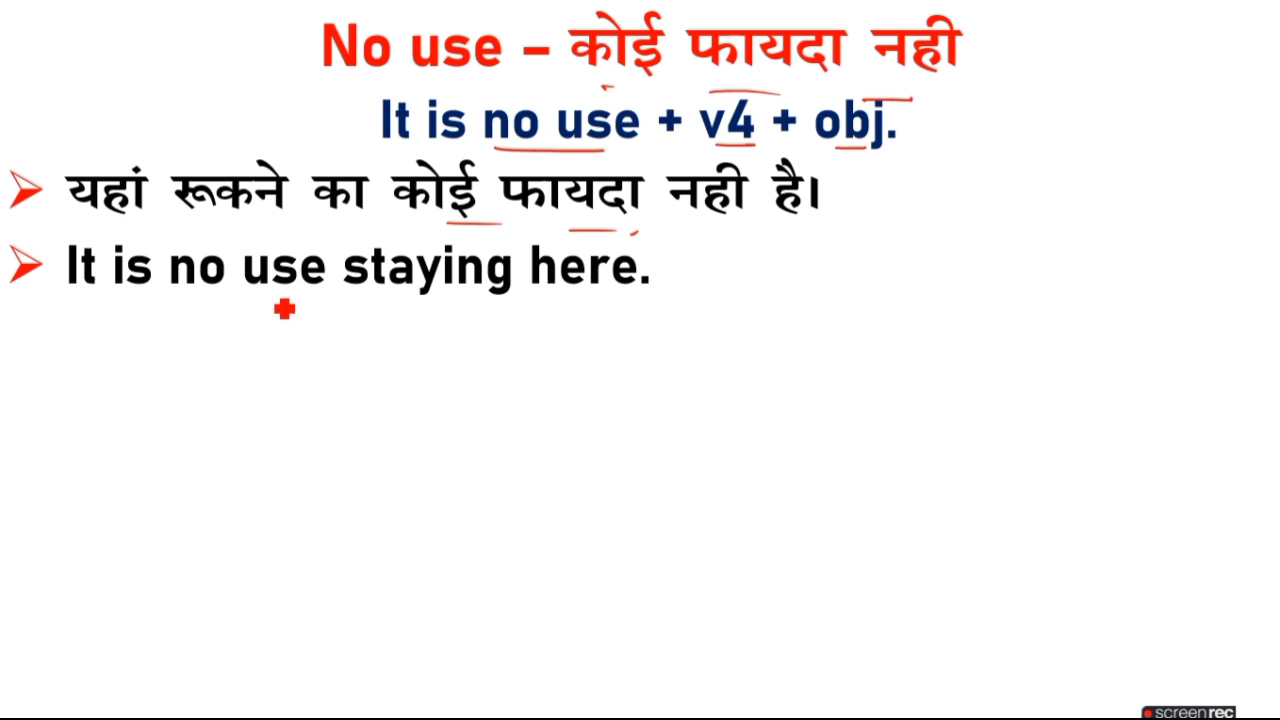 No use – कोई फायदा नही
It is no use + v4 + obj.
यहां रूकने का कोई फायदा नही है।
It is no use staying here.
screenrec